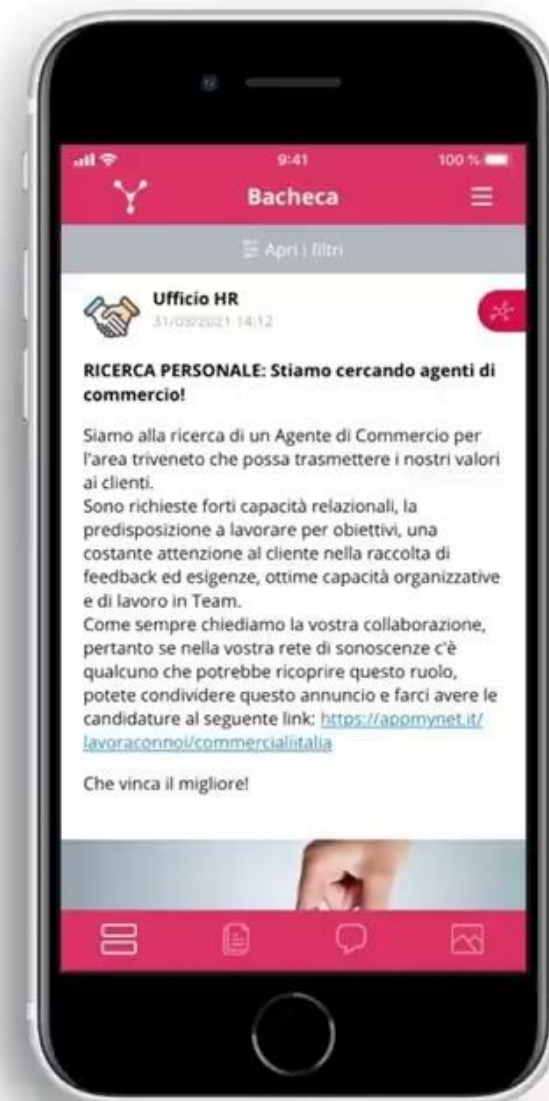 9:41
100 %
Bacheca
Apri i filtri
Ufficio HR
31/03/2021 14:12
RICERCA PERSONALE: Stiamo cercando agenti di
commercio!
Siamo alla ricerca di un Agente di Commercio per
l'area triveneto che possa trasmettere i nostri valori
ai clienti.
Sono richieste forti capacità relazionali, la
predisposizione a lavorare per obiettivi, una
costante attenzione al cliente nella raccolta di
feedback ed esigenze, ottime capacità organizzative
e di lavoro in Team.
Come sempre chiediamo la vostra collaborazione,
pertanto se nella vostra rete di sonoscenze c'è
qualcuno che potrebbe ricoprire questo ruolo,
potete condividere questo annuncio e farci avere le
candidature al seguente link: https://appmynet.it/
lavoraconnoi/commercialiitalia
Che vinca il migliore!